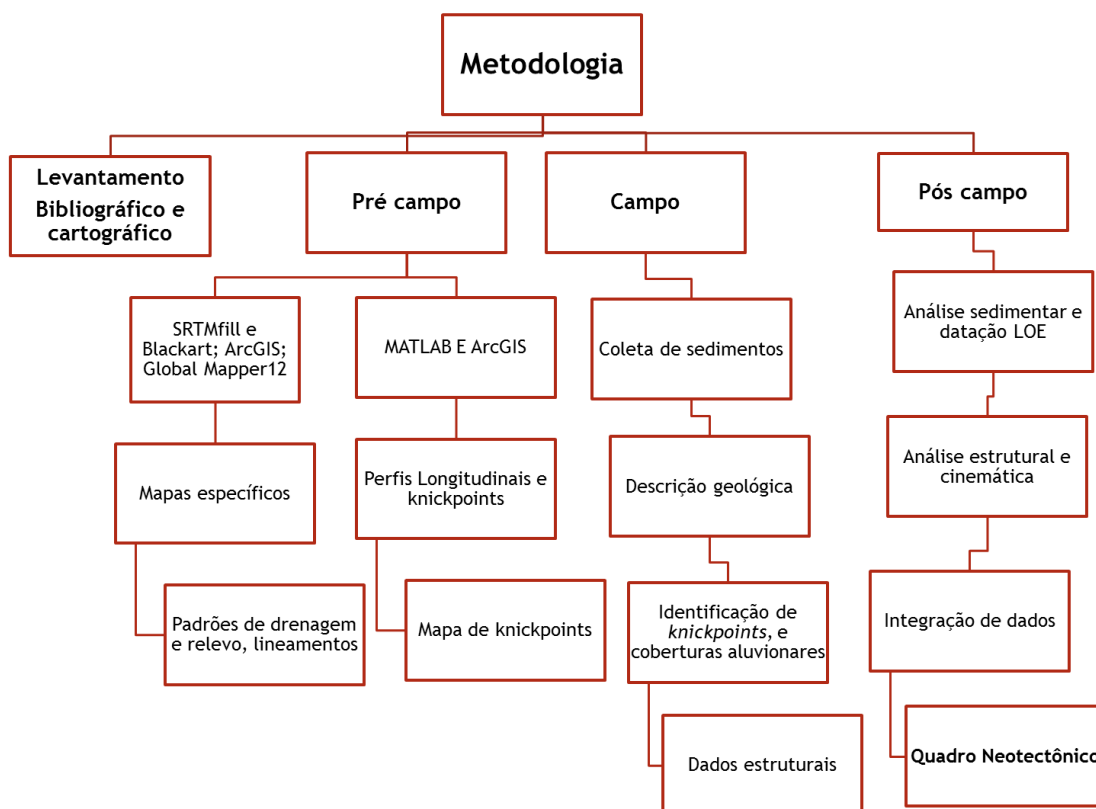 Metodologia
Levantamento
Bibliográfico e
cartográfico
Pré campo
Campo
Pós campo
SRTMfill e
Blackart; ArcGIS;
Global Mapper12
MATLAB E ArcGIS
Coleta de sedimentos
Análise sedimentar e
datação LOE
Mapas específicos
Perfis Longitudinais e
knickpoints
Descrição geológica
Análise estrutural e
cinemática
Padrões de drenagem
e relevo, lineamentos
Mapa de knickpoints
Identificação de
knickpoints, e
coberturas aluvionares
Integração de dados
Dados estruturais
Quadro Neotectônico